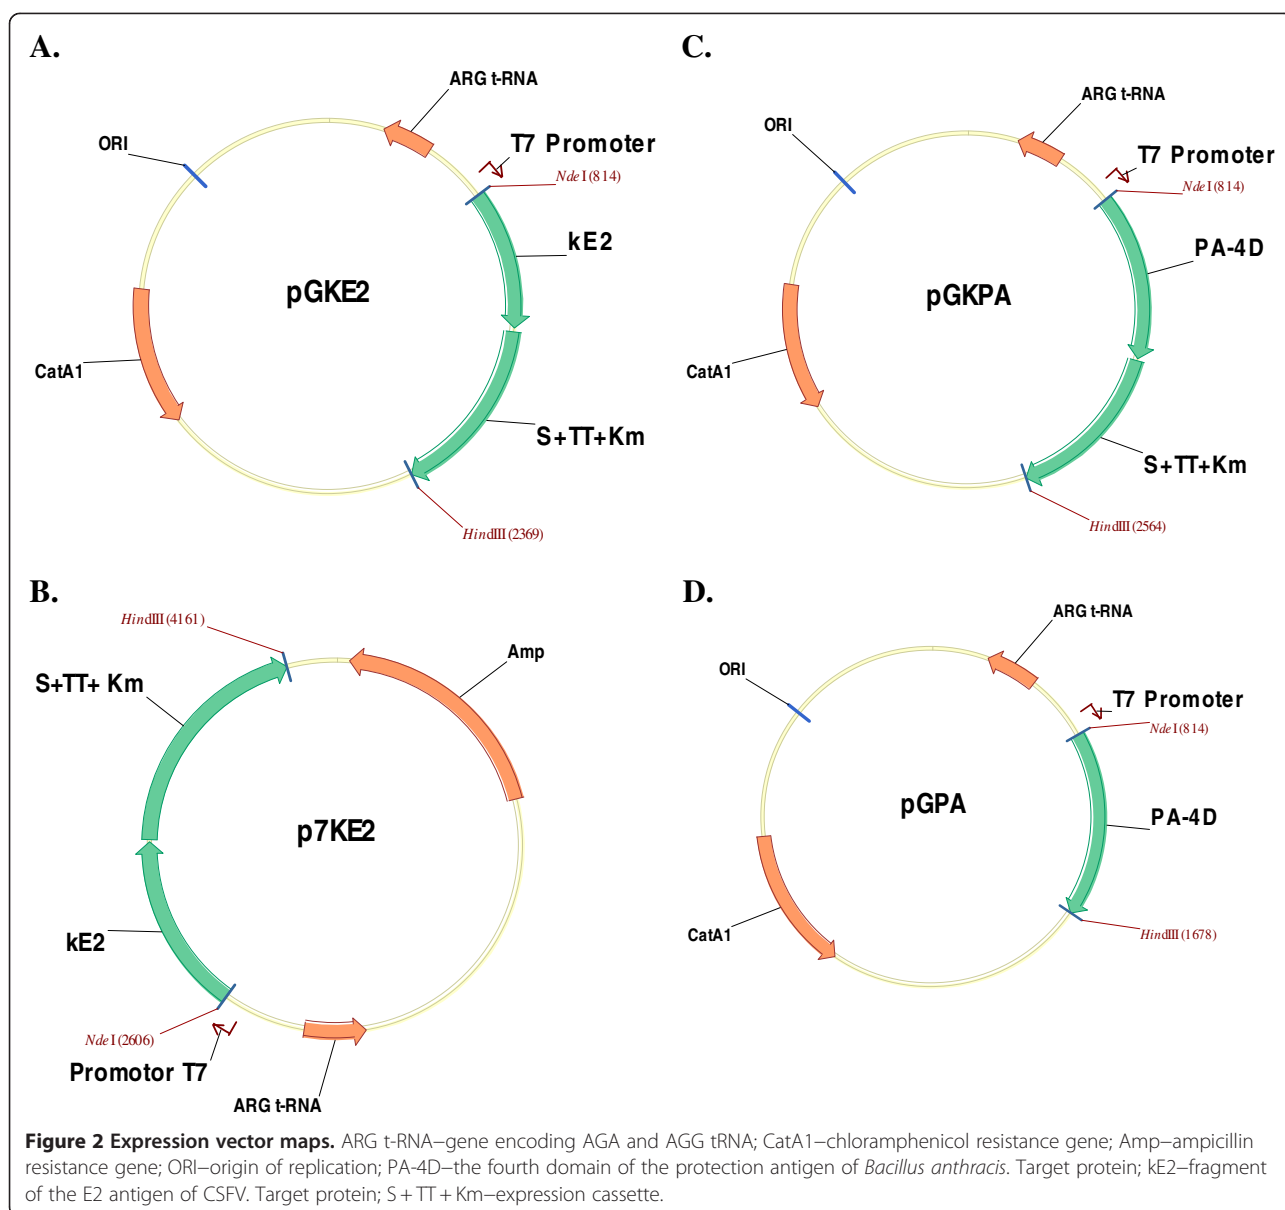 A.
ARG t-RNA
ORI
T7 Promoter
NdeI(814)
kE2
pGKE2
CatA1
S+TT+Km
HindIII(2369)
C.
ARG t-RNA
ORI
T7 Promoter
NdeI(814)
PA-4D
pGKPA
CatA1
S+TT+Km
HindIII(2564)
B.
HindIII(4161)
Amp
S+TT+ Km
p7KE2
kE2
NdeI(2606)
Promotor T7
ARG t-RNA
D.
ARG t-RNA
ORI
T7 Promoter
NdeI(814)
pGPA
PA-4D
CatA1
HindIII(1678)
Figure 2 Expression vector maps. ARG t-RNA–gene encoding AGA and AGG tRNA; CatA1–chloramphenicol resistance gene; Amp–ampicillin
resistance gene; ORI–origin of replication; PA-4D–the fourth domain of the protection antigen of Bacillus anthracis. Target protein; kE2–fragment
of the E2 antigen of CSFV. Target protein; S + TT + Km–expression cassette.